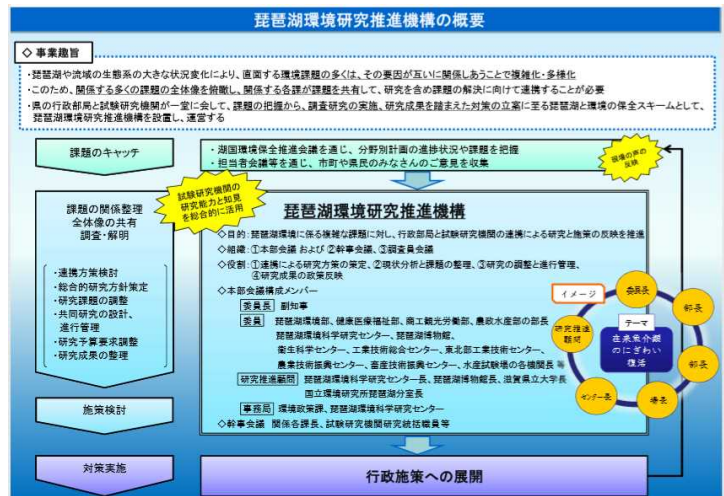 琵琶湖環境研究推進機構の概要
◇ 事業趣旨
・琵琶湖や流域の生態系の大きな状況変化により、直面する環境課題の多くは、その要因が互いに関係しあうことで複雑化・多様化
・このため、関係する多くの課題の全体像を俯瞰し、関係する各課が課題を共有して、研究を含め課題の解決に向けて連携することが必要
・県の行政部局と試験研究機関が一堂に会して、課題の把握から、調査研究の実施、研究成果を踏まえた対策の立案に至る琵琶湖と環境の保全スキームとして、
琵琶湖環境研究推進機構を設置し、運営する
課題のキャッチ
・湖国環境保全推進会議を通じ、分野別計画の進捗状況や課題を把握
・担当者会議等を通じ、市町や県民のみなさんのご意見を収集
現場の声の
反映
試験研究機関の
研究能力と知見
を総合的に活用
課題の関係整理
全体像の共有
調査・解明
・連携方策検討
・総合的研究方針策定
・研究課題の調整
・共同研究の設計、
進行管理
・研究予算要求調整
・研究成果の整理
琵琶湖環境研究推進機構
◇目的:琵琶湖環境に係る複雑な課題に対し、行政部局と試験研究機関の連携による研究と施策の反映を推進
◇組織:①本部会議 および ②幹事会議、③調査員会議
◇役割:①連携による研究方策の策定、②現状分析と課題の整理、③研究の調整と進行管理、
④研究成果の政策反映
◇本部会議構成メンバー
委員長 副知事
委員 琵琶湖環境部、健康医療福祉部、商工観光労働部、農政水産部の部長
琵琶湖環境科学研究センター、琵琶湖博物館、
衛生科学センター、工業技術総合センター、東北部工業技術センター、
農業技術振興センター、畜産技術振興センター、水産試験場の各機関長 等
研究推進顧問 琵琶湖環境科学研究センター長、琵琶湖博物館長、滋賀県立大学長
国立環境研究所琵琶湖分室長
事務局 環境政策課、琵琶湖環境科学研究センター
◇幹事会議 関係各課長、試験研究機関研究統括職員等
イメージ
委員長
部長
部長
場長
センター長
研究推進
顧問
テーマ
在来魚介類
のにぎわい
復活
施策検討
対策実施
行政施策への展開